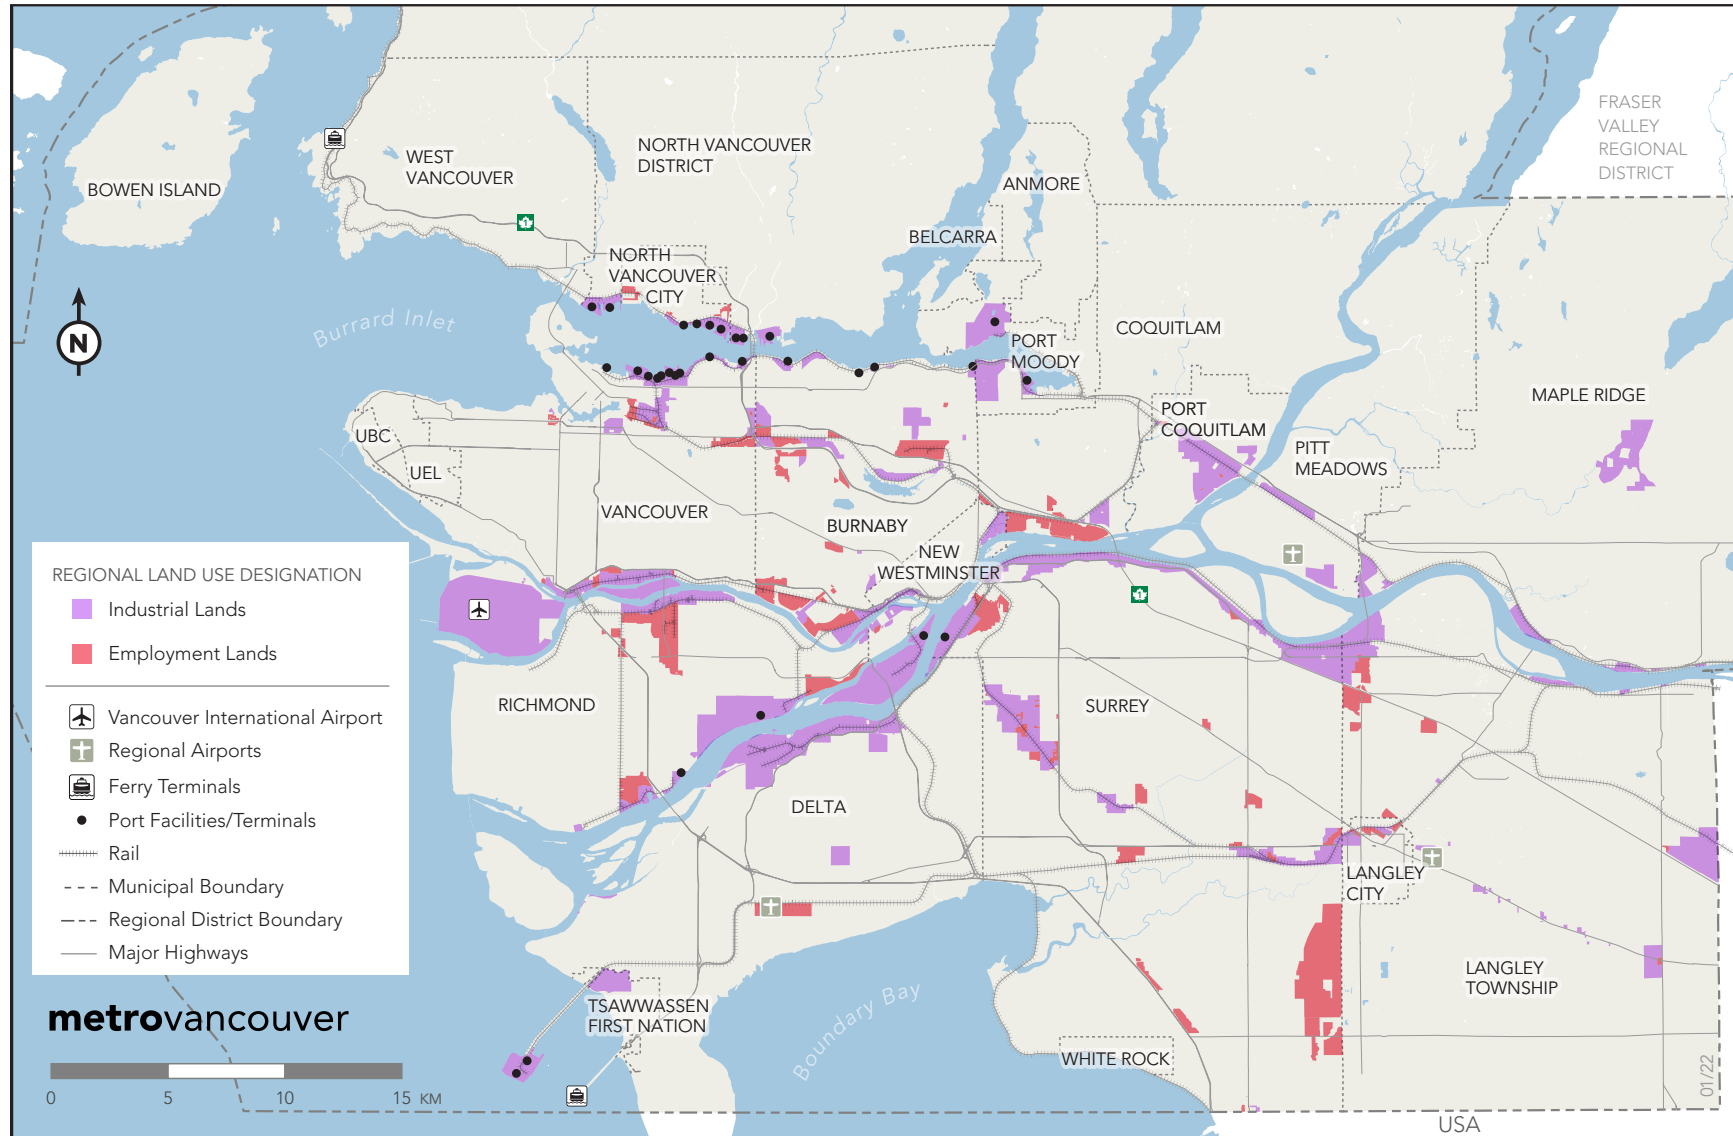 FRASER
VALLEY
REGIONAL
DISTRICT
WEST
VANCOUVER
NORTH VANCOUVER
DISTRICT
BOWEN ISLAND
ANMORE
1
BELCARRA
NORTH
VANCOUVER
CITY
Burrard Inlet
N
COQUITLAM
PORT
MOODY
MAPLE RIDGE
PORT
COQUITLAM
UBC
PITT
MEADOWS
UEL
VANCOUVER
BURNABY
NEW
WESTMINSTER
1
REGIONAL LAND USE DESIGNATION
Industrial Lands
Employment Lands
Vancouver International Airport
Regional Airports
Ferry Terminals
Port Facilities/Terminals
Rail
Municipal Boundary
Regional District Boundary
Major Highways
RICHMOND
SURREY
DELTA
LANGLEY
CITY
LANGLEY
TOWNSHIP
TSAWWASSEN
FIRST NATION
Boundary Bay
WHITE ROCK
metrovancouver
0 5 10 15 KM
01/22
USA